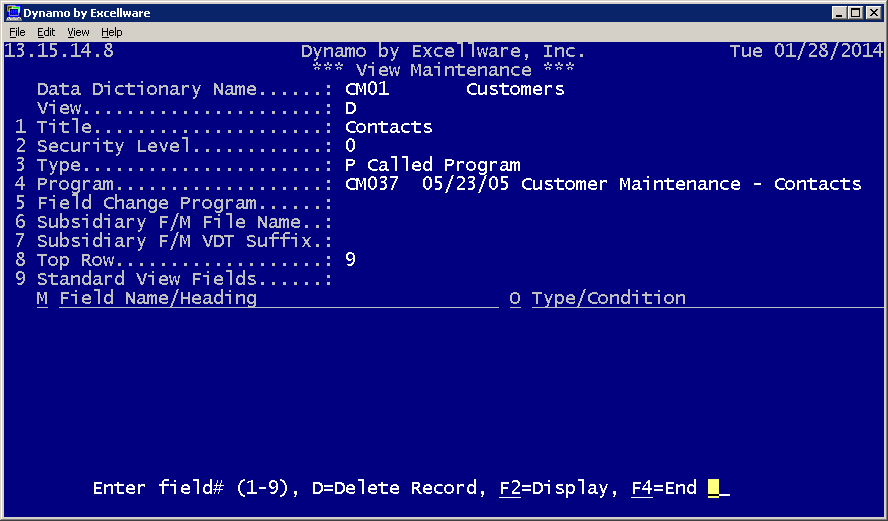 Dynamo by Excellware
File Edit View Help
13.15.14.8 Dynamo by Excellware, Inc. Tue 01/28/2014
*** View Maintenance ***
Data Dictionary Name......: CM01 Customers
View......................: D
1 Title.....................: Contacts
2 Security Level............: 0
3 Type......................: P Called Program
4 Program...................: CM037 05/23/05 Customer Maintenance - Contacts
5 Field Change Program......:
6 Subsidiary F/M File Name..:
7 Subsidiary F/M VDT Suffix.:
8 Top Row...................: 9
9 Standard View Fields......:
M Field Name/Heading O Type/Condition
Enter field# (1-9), D=Delete Record, F2=Display, F4=End